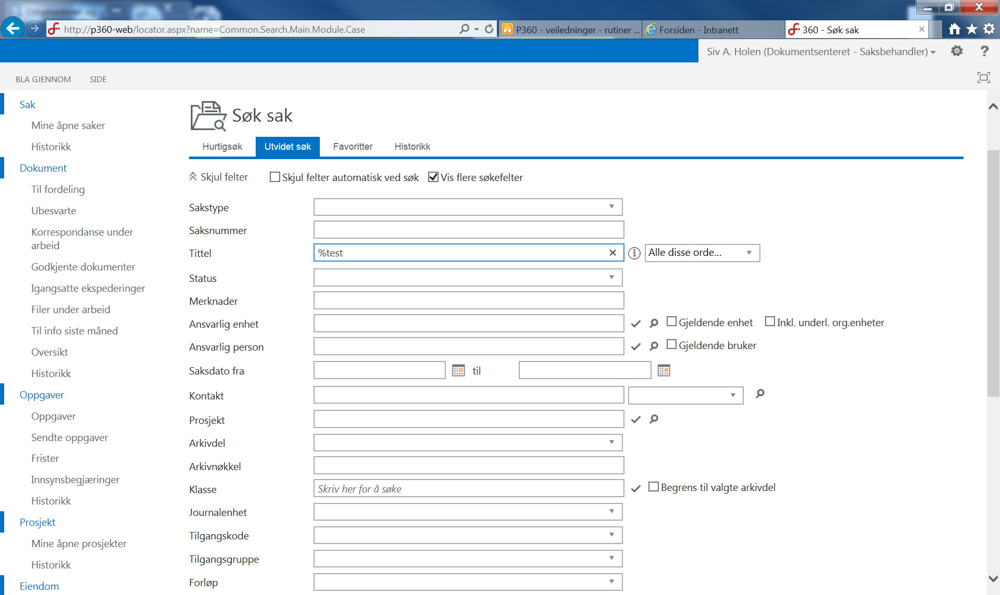 http://p360-web/locator.aspx?name=Common.Search.Main.Module.Case
P360 - veiledninger - rutiner ...
Forsiden - Intranett
360 - Søk sak
Siv A. Holen (Dokumentsenteret - Saksbehandler)
BLA GJENNOM
SIDE
Sak
Mine åpne saker
Historikk
Dokument
Til fordeling
Ubesvarte
Korrespondanse under
arbeid
Godkjente dokumenter
Igangsatte ekspederinger
Filer under arbeid
Til info siste måned
Oversikt
Historikk
Oppgaver
Oppgaver
Sendte oppgaver
Frister
Innsynsbegjæringer
Historikk
Prosjekt
Mine åpne prosjekter
Historikk
Eiendom
Søk sak
Hurtigsøk
Utvidet søk
Favoritter
Historikk
Skjul felter
Skjul felter automatisk ved søk
Vis flere søkefelter
Sakstype
Saksnummer
Tittel
%test
Alle disse orde...
Status
Merknader
Ansvarlig enhet
Gjeldende enhet
Inkl. underl. org.enheter
Ansvarlig person
Gjeldende bruker
Saksdato fra
til
Kontakt
Prosjekt
Arkivdel
Arkivnøkkel
Klasse
Skriv her for å søke
Begrens til valgte arkivdel
Journalenhet
Tilgangskode
Tilgangsgruppe
Forløp